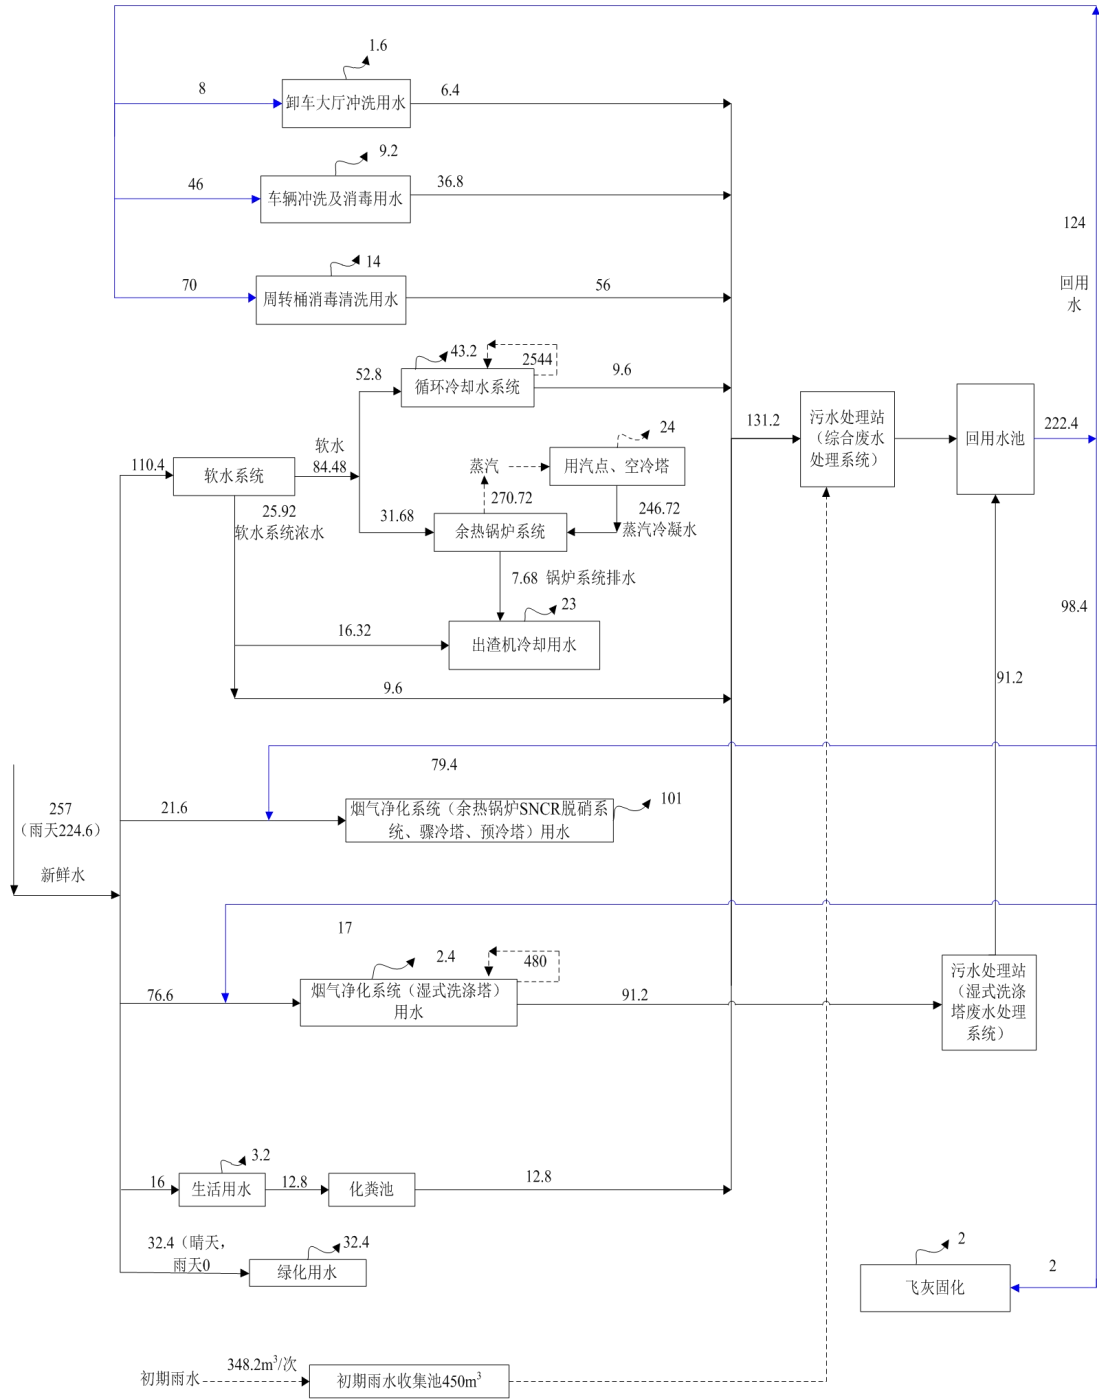 1.6
8
卸车大厅冲洗用水
6.4
9.2
46
车辆冲洗及消毒用水
36.8
124
14
70
周转桶消毒清洗用水
56
回用
水
43.2
2544
52.8
循环冷却水系统
9.6
131.2
污水处理站
（综合废水
处理系统）
回用水池
222.4
24
软水
84.48
蒸汽
用汽点、空冷塔
110.4
软水系统
270.72
246.72
蒸汽冷凝水
25.92
软水系统浓水
31.68
余热锅炉系统
7.68 锅炉系统排水
23
98.4
16.32
出渣机冷却用水
91.2
9.6
79.4
257
（雨天224.6）
21.6
烟气净化系统（余热锅炉SNCR脱硝系
统、骤冷塔、预冷塔）用水
101
新鲜水
17
2.4
480
76.6
烟气净化系统（湿式洗涤塔）
用水
91.2
污水处理站
（湿式洗涤
塔废水处理
系统）
3.2
16
生活用水
12.8
化粪池
12.8
32.4（晴天，
雨天0
32.4
绿化用水
2
飞灰固化
2
初期雨水
348.2m³/次
初期雨水收集池450m³